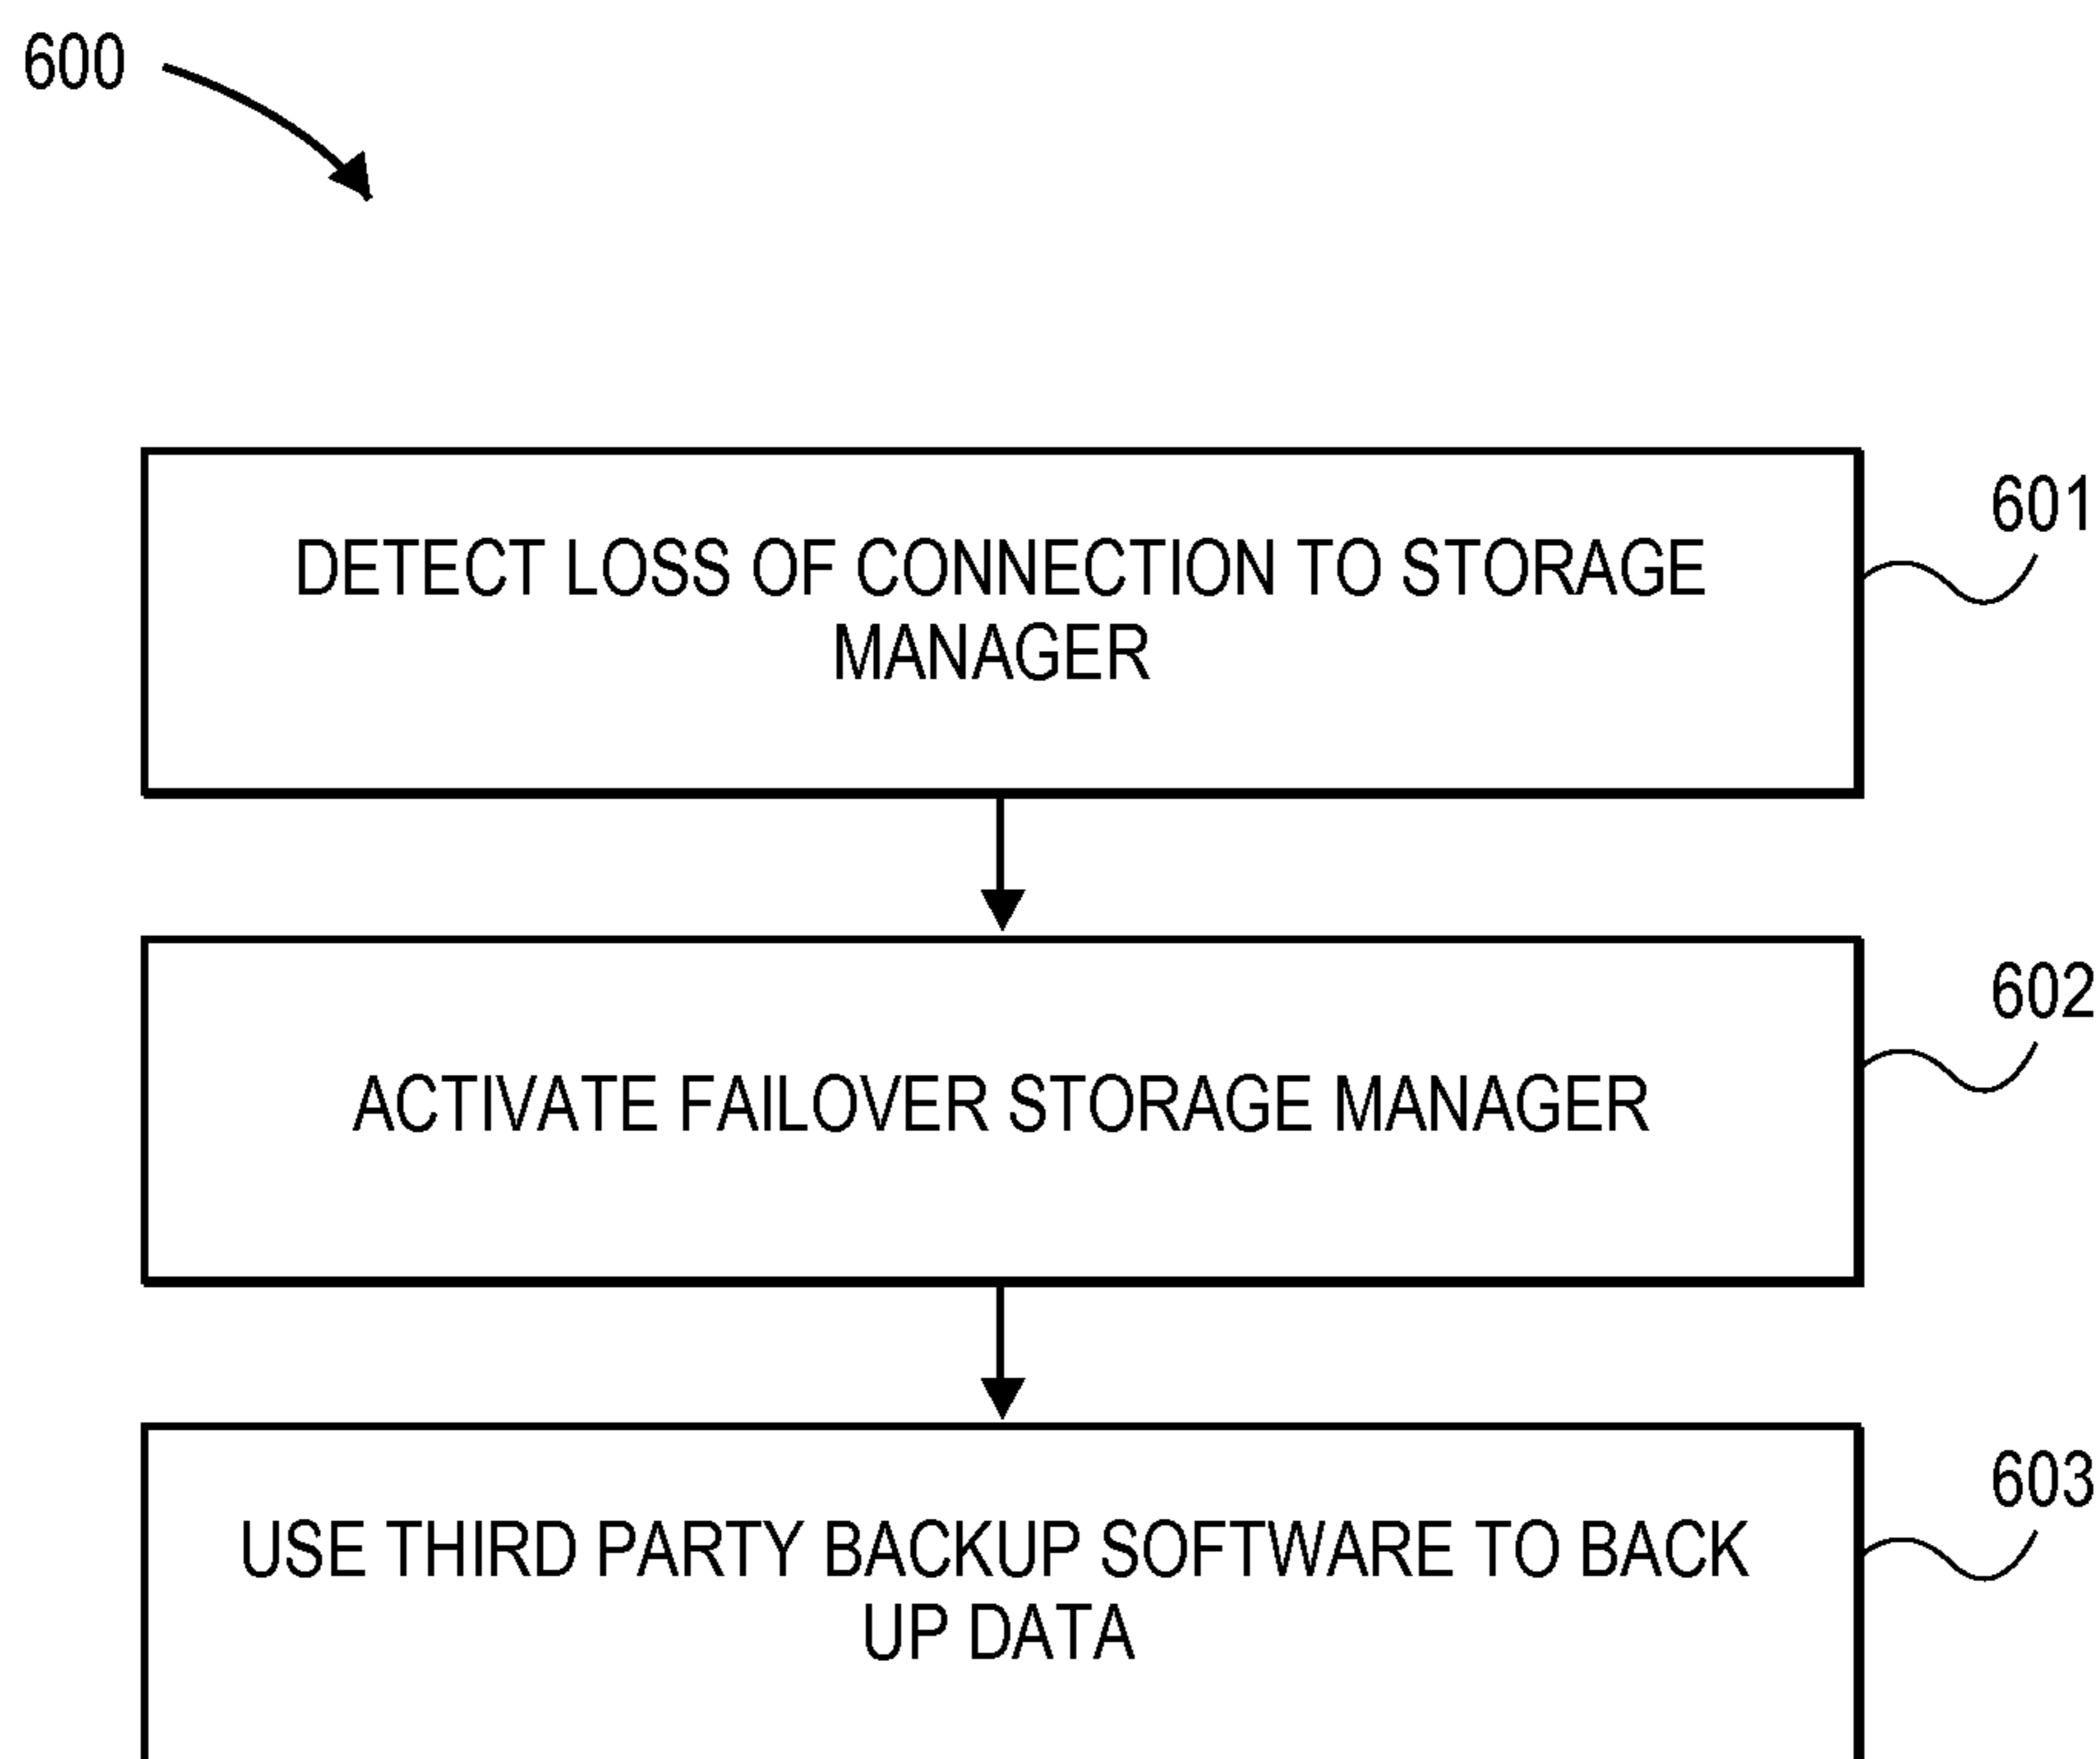 600
601
DETECT LOSS OF CONNECTION TO STORAGE
MANAGER
602
ACTIVATE FAILOVER STORAGE MANAGER
603
USE THIRD PARTY BACKUP SOFTWARE TO BACK
UP DATA